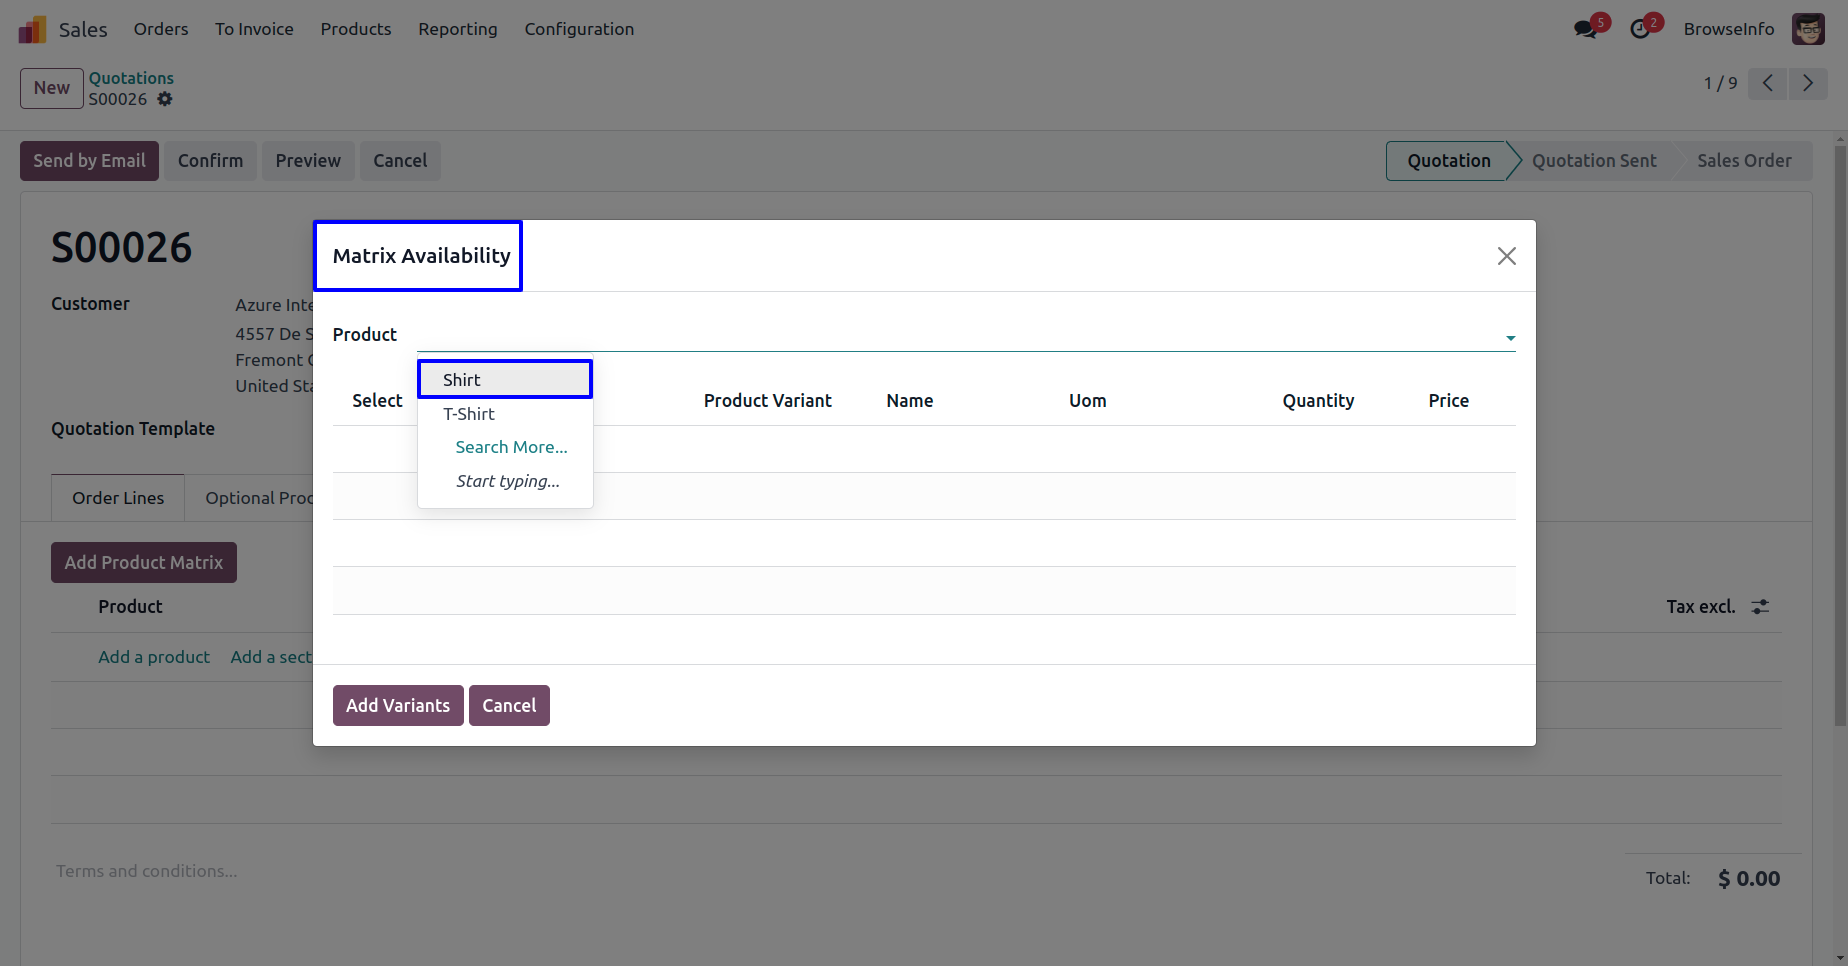 Sales Orders To Invoice Products Reporting Configuration 5 2 BrowseInfo
New Quotations
S00026 1 / 9
Send by Email Confirm Preview Cancel Quotation Quotation Sent Sales Order
S00026
Matrix Availability
Customer Azure Inte
4557 De S
Fremont
United Sta
Quotation Template
Product
Shirt
T-Shirt
Search More...
Start typing...
Select Product Variant Name Uom Quantity Price
Order Lines Optional Prod
Add Product Matrix
Product Tax excl.
Add a product Add a sect
Add Variants Cancel
Terms and conditions...
Total: $ 0.00